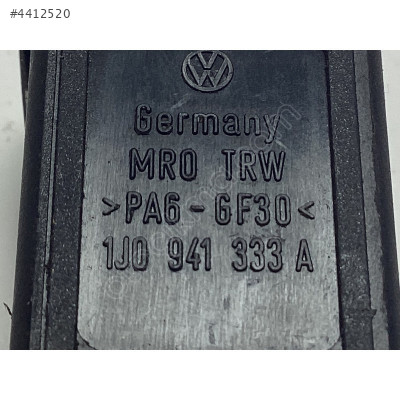 #4412520
Germany
MRO TRW
>PA6-GF30<
1J0 941 333 A